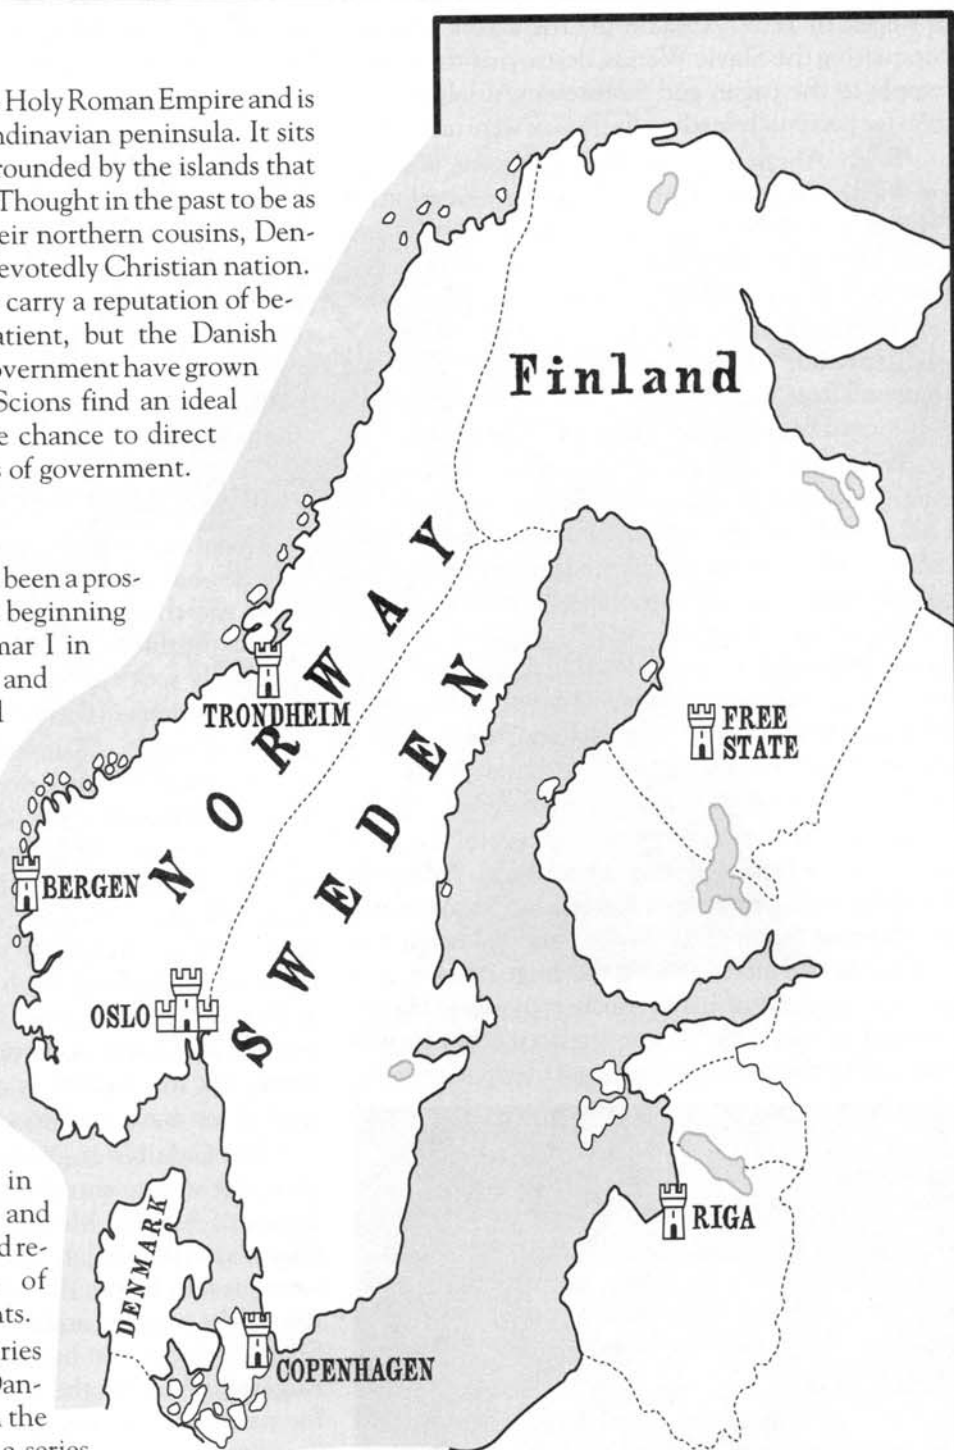 Holy Roman Empire and is
ndinavian peninsula. It sits
rounded by the islands that
Thought in the past to be as
eir northern cousins, Den-
evotedly Christian nation.
carry a reputation of be-
atient, but the Danish
overnment have grown
Scions find an ideal
e chance to direct
s of government.
been a pros-
beginning
mar I in
and
Finland
NORWAY
SWEDEN
TRONDHEIM
FREE
STATE
BERGEN
OSLO
RIGA
DENMARK
COPENHAGEN
in
and
d re-
of
ts.
ries
Dan-
the